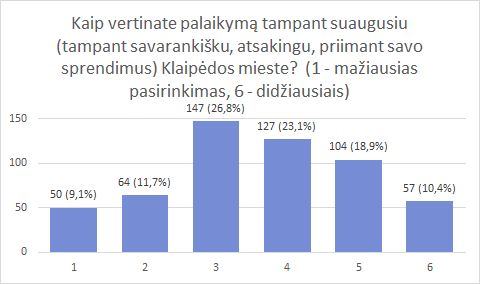 Kaip vertinate palaikymą tampant suaugusiu
(tampant savarankišku, atsakingu, priimant savo
sprendimus) Klaipėdos mieste? (1 - mažiausias
pasirinkimas, 6 - didžiausiais)
147 (26,8%)
127 (23,1%)
104 (18,9%)
64 (11,7%)
57 (10,4%)
50 (9,1%)
150
100
50
0
1 2 3 4 5 6